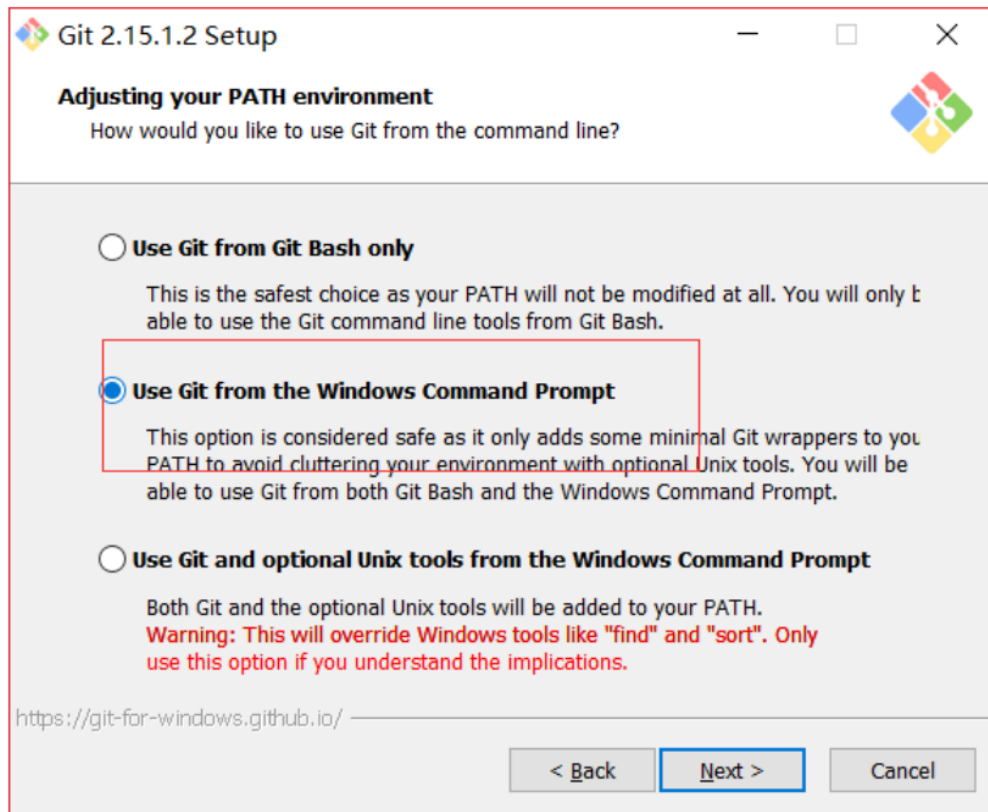 Git 2.15.1.2 Setup
Adjusting your PATH environment
How would you like to use Git from the command line?
Use Git from Git Bash only
This is the safest choice as your PATH will not be modified at all. You will only b
able to use the Git command line tools from Git Bash.
Use Git from the Windows Command Prompt
This option is considered safe as it only adds some minimal Git wrappers to you
PATH to avoid cluttering your environment with optional Unix tools. You will be
able to use Git from both Git Bash and the Windows Command Prompt.
Use Git and optional Unix tools from the Windows Command Prompt
Both Git and the optional Unix tools will be added to your PATH.
Warning: This will override Windows tools like "find" and "sort". Only
use this option if you understand the implications.
https://git-for-windows.github.io/
< Back Next > Cancel